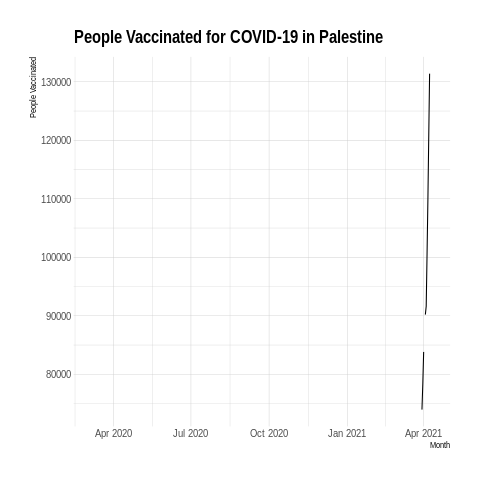 People Vaccinated for COVID-19 in Palestine
People Vaccinated
130000
120000
110000
100000
90000
80000
Apr 2020 Jul 2020 Oct 2020 Jan 2021 Apr 2021
Month